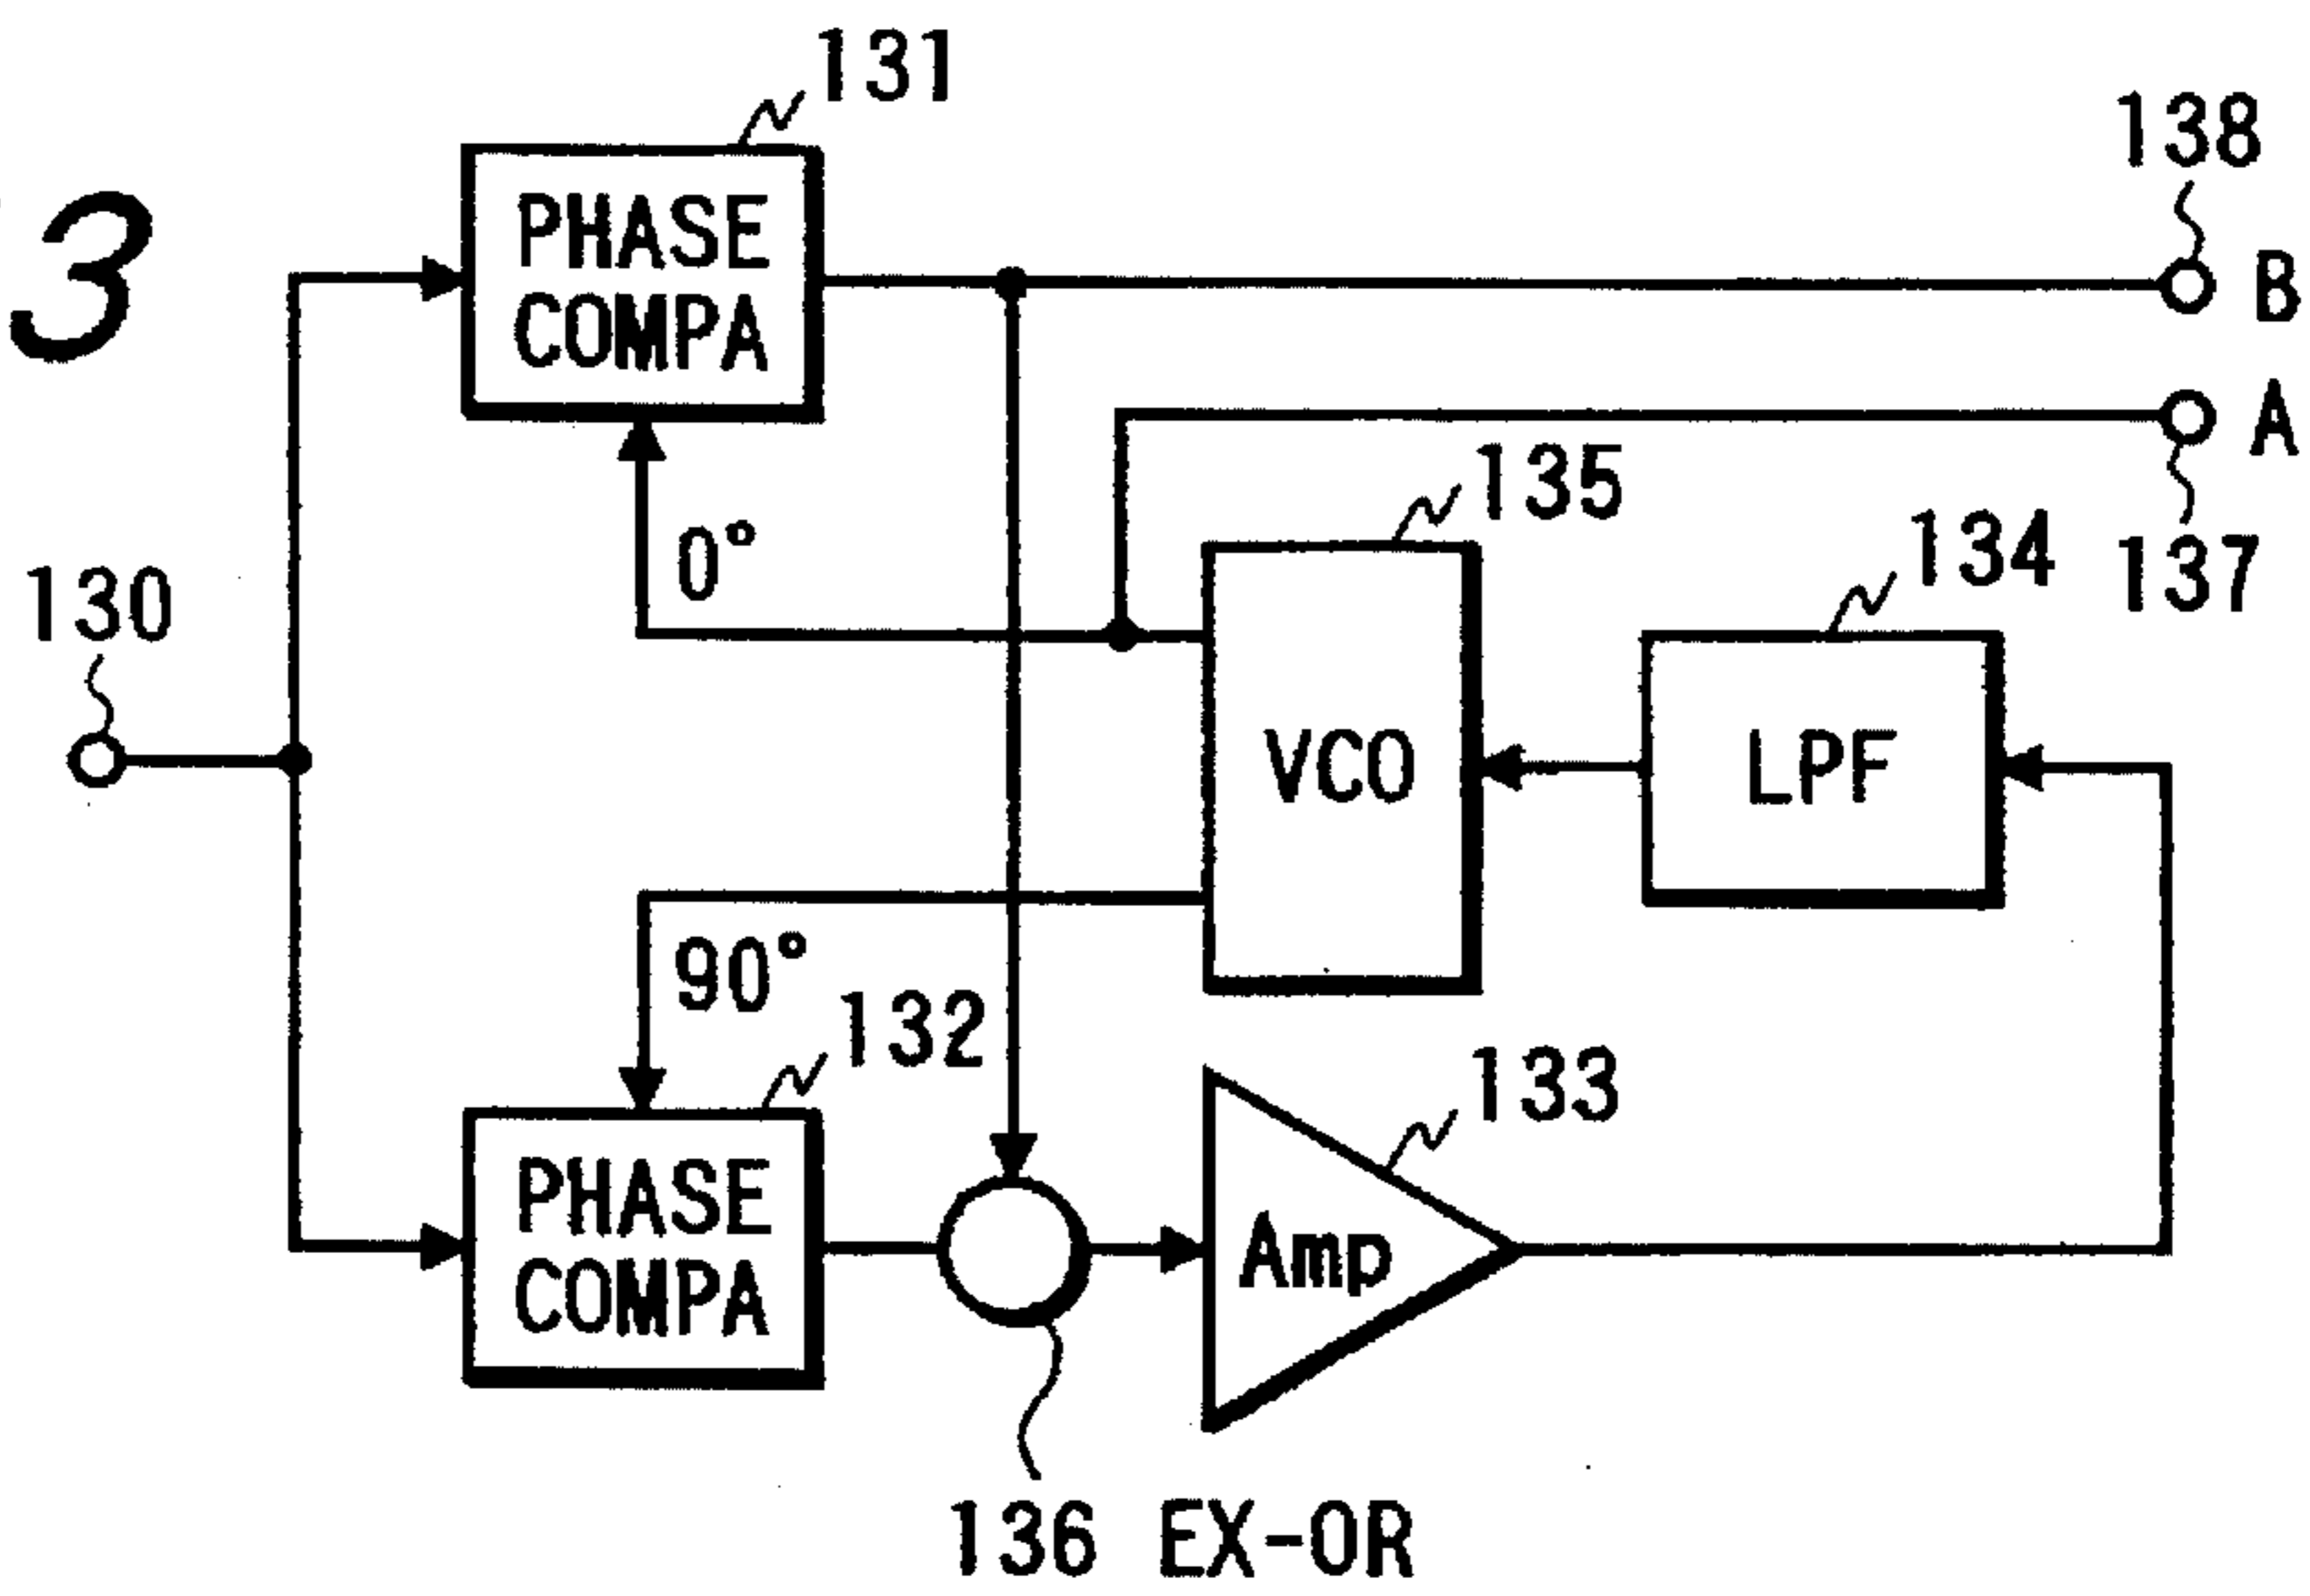 131
138
3
PHASE
COMPA
B
A
135
134
137
0°
130
VCO
LPF
90°
132
133
PHASE
COMPA
Amp
136 EX-OR